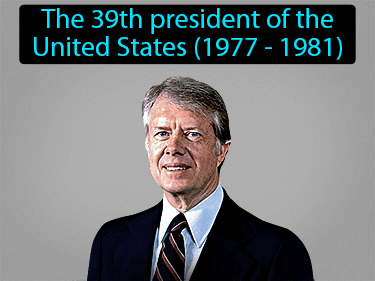 The 39th president of the
United States (1977 - 1981)